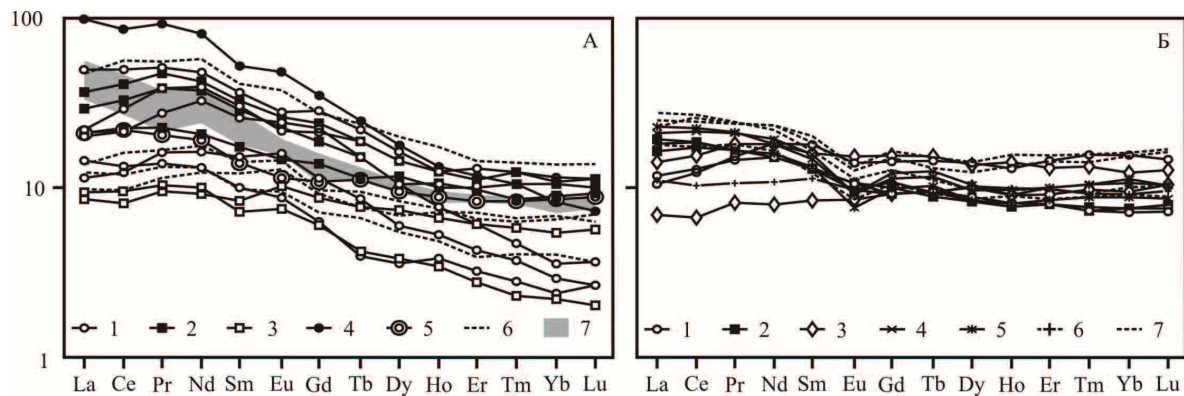 100
А
Б
10
10
1 2 3 4 5 6 7
1 2 3 4 5 6 7
1
1
La Ce Pr Nd Sm Eu Gd Tb Dy Ho Er Tm Yb Lu
La Ce Pr Nd Sm Eu Gd Tb Dy Ho Er Tm Yb Lu